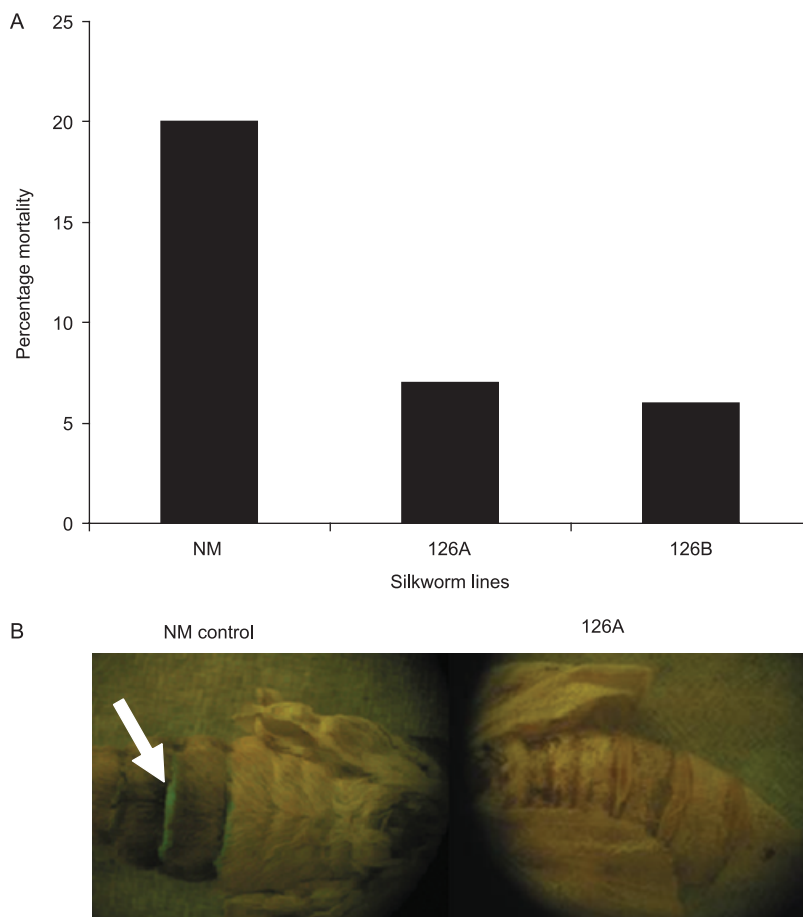 A
25
20
15
10
5
0
Percentage mortality
NM 126A 126B
Silkworm lines
B
NM control 126A